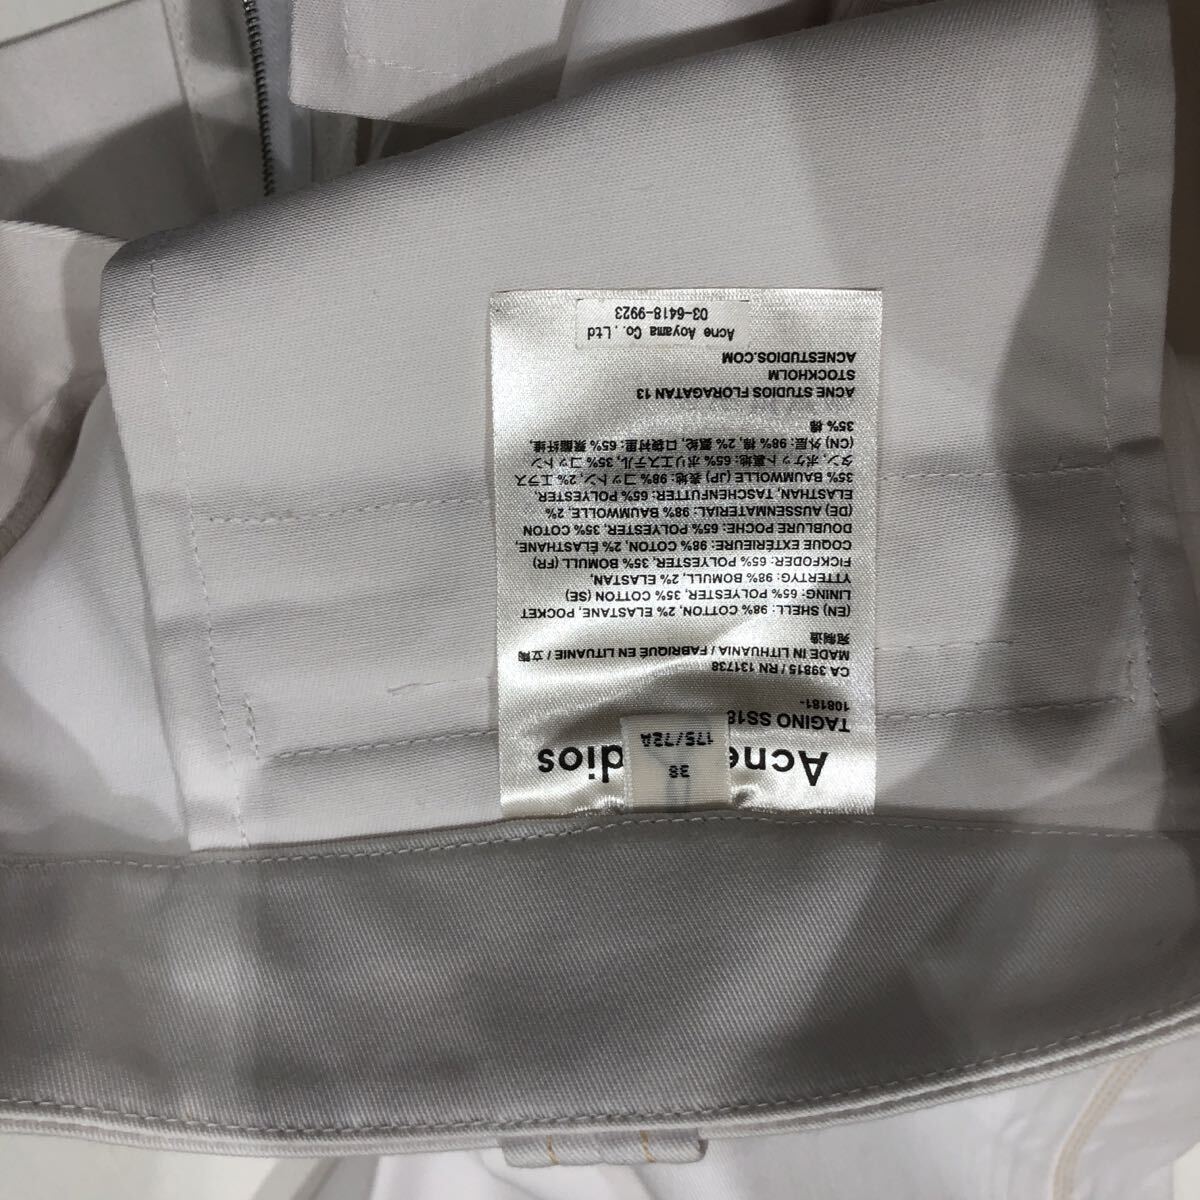 38
175/72A
Acne Studios
TAGINO SS18
108181-
CA 39815 / RN 131738
MADE IN LITHUANIA / FABRIQUÉ EN LITUANIE / 立陶
宛制造
(EN) SHELL: 98% COTTON, 2% ELASTANE, POCKET
LINING: 65% POLYESTER, 35% COTTON (SE)
YTTERTYG: 98% BOMULL, 2% ELASTAN,
FICKFODER: 65% POLYESTER, 35% BOMULL (FR)
COQUE EXTÉRIEURE: 98% COTON, 2% ÉLASTHANE,
DOUBLURE POCHE: 65% POLYESTER, 35% COTON
(DE) AUSSENMATERIAL: 98% BAUMWOLLE, 2%
ELASTHAN, TASCHENFUTTER: 65% POLYESTER,
35% BAUMWOLLE (JP) 表地: 98% コットン, 2% エラス
タン, ポケット裏地: 65% ポリエステル, 35% コットン
(CN) 外层: 98% 棉, 2% 氨纶, 口袋衬里: 65% 聚酯纤维,
35% 棉
ACNE STUDIOS FLORAGATAN 13
STOCKHOLM
ACNESTUDIOS.COM
Acne Aoyama Co., Ltd
03-6418-9923